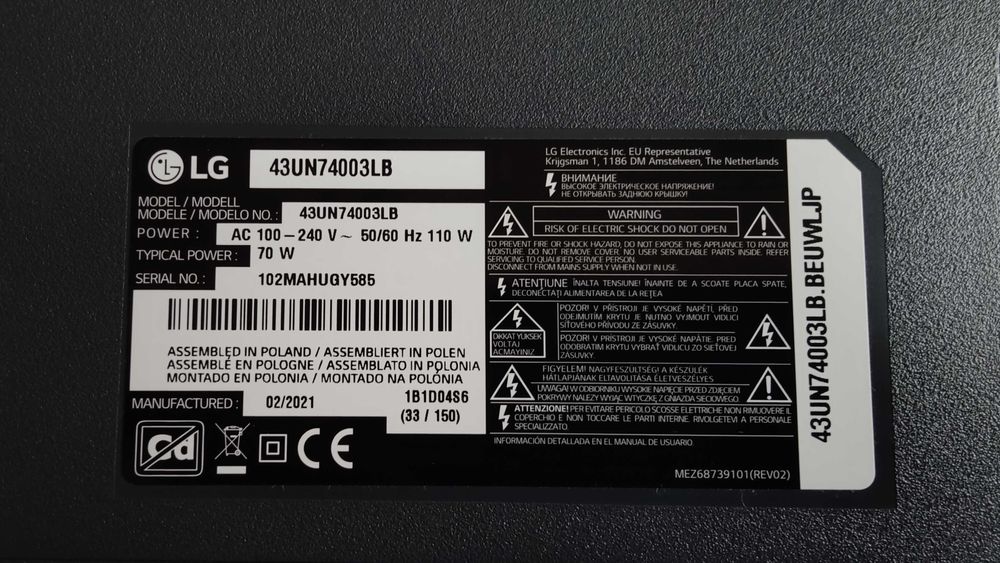 LG
43UN74003LB
MODEL / MODELL
MODELE / MODELO NO. : 43UN74003LB
POWER : AC 100–240 V ~ 50/60 Hz 110 W
TYPICAL POWER : 70 W
SERIAL NO. : 102MAHUGY585
ASSEMBLED IN POLAND / ASSEMBLIERT IN POLEN
ASSEMBLÉ EN POLOGNE / ASSEMBLATO IN POLONIA
MONTADO EN POLONIA / MONTADO NA POLÓNIA
MANUFACTURED : 02/2021 1B1D04S6
(33 / 150)
Cd
CE
LG Electronics Inc. EU Representative
Krijgsman 1, 1186 DM Amstelveen, The Netherlands
ВНИМАНИЕ
ВЫСОКОЕ ЭЛЕКТРИЧЕСКОЕ НАПРЯЖЕНИЕ!
НЕ ОТКРЫВАТЬ ЗАДНЮЮ КРЫШКУ!
WARNING
RISK OF ELECTRIC SHOCK DO NOT OPEN
TO PREVENT FIRE OR SHOCK HAZARD, DO NOT EXPOSE THIS APPLIANCE TO RAIN OR
MOISTURE. DO NOT REMOVE COVER. NO USER SERVICEABLE PARTS INSIDE. REFER
SERVICING TO QUALIFIED SERVICE PERSON.
DISCONNECT FROM MAINS SUPPLY WHEN NOT IN USE.
ATENȚIUNE ÎNALTA TENSIUNE! ÎNAINTE DE A SCOATE PLACA SPATE,
DECONECTAȚI ALIMENTAREA DE LA REȚEA
DIKKAT YUKSEK
VOLTAJ
ACMAYINIZ
POZOR! V PŘÍSTROJI JE VYSOKÉ NAPĚTÍ, PŘED
ODEJMUTÍM KRYTU JE NUTNO VYJMOUT VIDLICI
SÍŤOVÉHO PŘÍVODU ZE ZÁSUVKY.
POZOR! V PRÍSTROJI JE VYSOKÉ NAPÄTIE. PRED
ODOBRATÍM KRYTU VYBRAŤ VIDLICU ZO SIEŤOVEJ
ZÁSUVKY.
FIGYELEM! NAGYFESZÜLTSÉG! A KÉSZÜLÉK
HÁTLAPJÁNAK ELTÁVOLÍTÁSA ÉLETVESZÉLYES
UWAGA! W ODBIORNIKU WYSOKIE NAPIĘCIE PRZED ZDJĘCIEM
POKRYWY NALEŻY WYJĄĆ WTYCZKĘ Z GNIAZDA SIECIOWEGO
ATTENZIONE! PER EVITARE PERICOLO SCOSSE ELETTRICHE NON RIMUOVERE IL
COPERCHIO E NON TOCCARE LE PARTI INTERNE. RIVOLGETEVI A PERSONALE
SPECIALIZZATO.
INFORMACIÓN DETALLADA EN EL MANUAL DE USUARIO.
MEZ68739101(REV02)
43UN74003LB.BEUWLJP